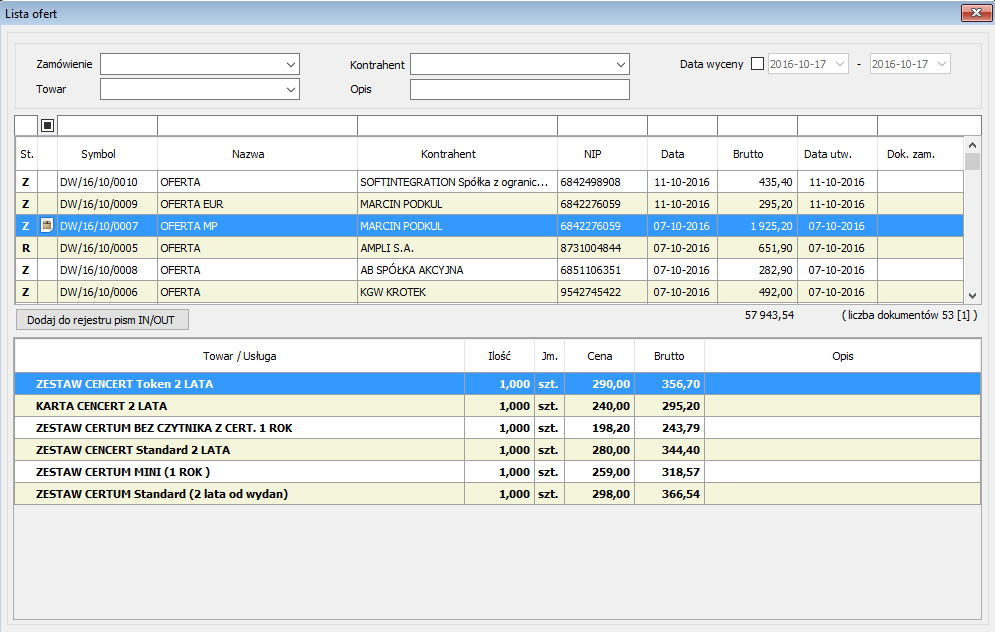 Lista ofert
Zamówienie Kontrahent Data wyceny 2016-10-17 - 2016-10-17
Towar Opis
St. Symbol Nazwa Kontrahent NIP Data Brutto Data utw. Dok. zam.
Z DW/16/10/0010 OFERTA SOFTINTEGRATION Spółka z ogranic... 6842498908 11-10-2016 435,40 11-10-2016
Z DW/16/10/0009 OFERTA EUR MARCIN PODKUL 6842276059 11-10-2016 295,20 11-10-2016
Z DW/16/10/0007 OFERTA MP MARCIN PODKUL 6842276059 07-10-2016 1 925,20 07-10-2016
R DW/16/10/0005 OFERTA AMPLI S.A. 8731004844 07-10-2016 651,90 07-10-2016
Z DW/16/10/0008 OFERTA AB SPÓŁKA AKCYJNA 6851106351 07-10-2016 282,90 07-10-2016
Z DW/16/10/0006 OFERTA KGW KROTEK 9542745422 07-10-2016 492,00 07-10-2016
Dodaj do rejestru pism IN/OUT 57 943,54 ( liczba dokumentów 53 [1] )
Towar / Usługa Ilość Jm. Cena Brutto Opis
ZESTAW CENCERT Token 2 LATA 1,000 szt. 290,00 356,70
KARTA CENCERT 2 LATA 1,000 szt. 240,00 295,20
ZESTAW CERTUM BEZ CZYTNIKA Z CERT. 1 ROK 1,000 szt. 198,20 243,79
ZESTAW CENCERT Standard 2 LATA 1,000 szt. 280,00 344,40
ZESTAW CERTUM MINI (1 ROK ) 1,000 szt. 259,00 318,57
ZESTAW CERTUM Standard (2 lata od wydan) 1,000 szt. 298,00 366,54